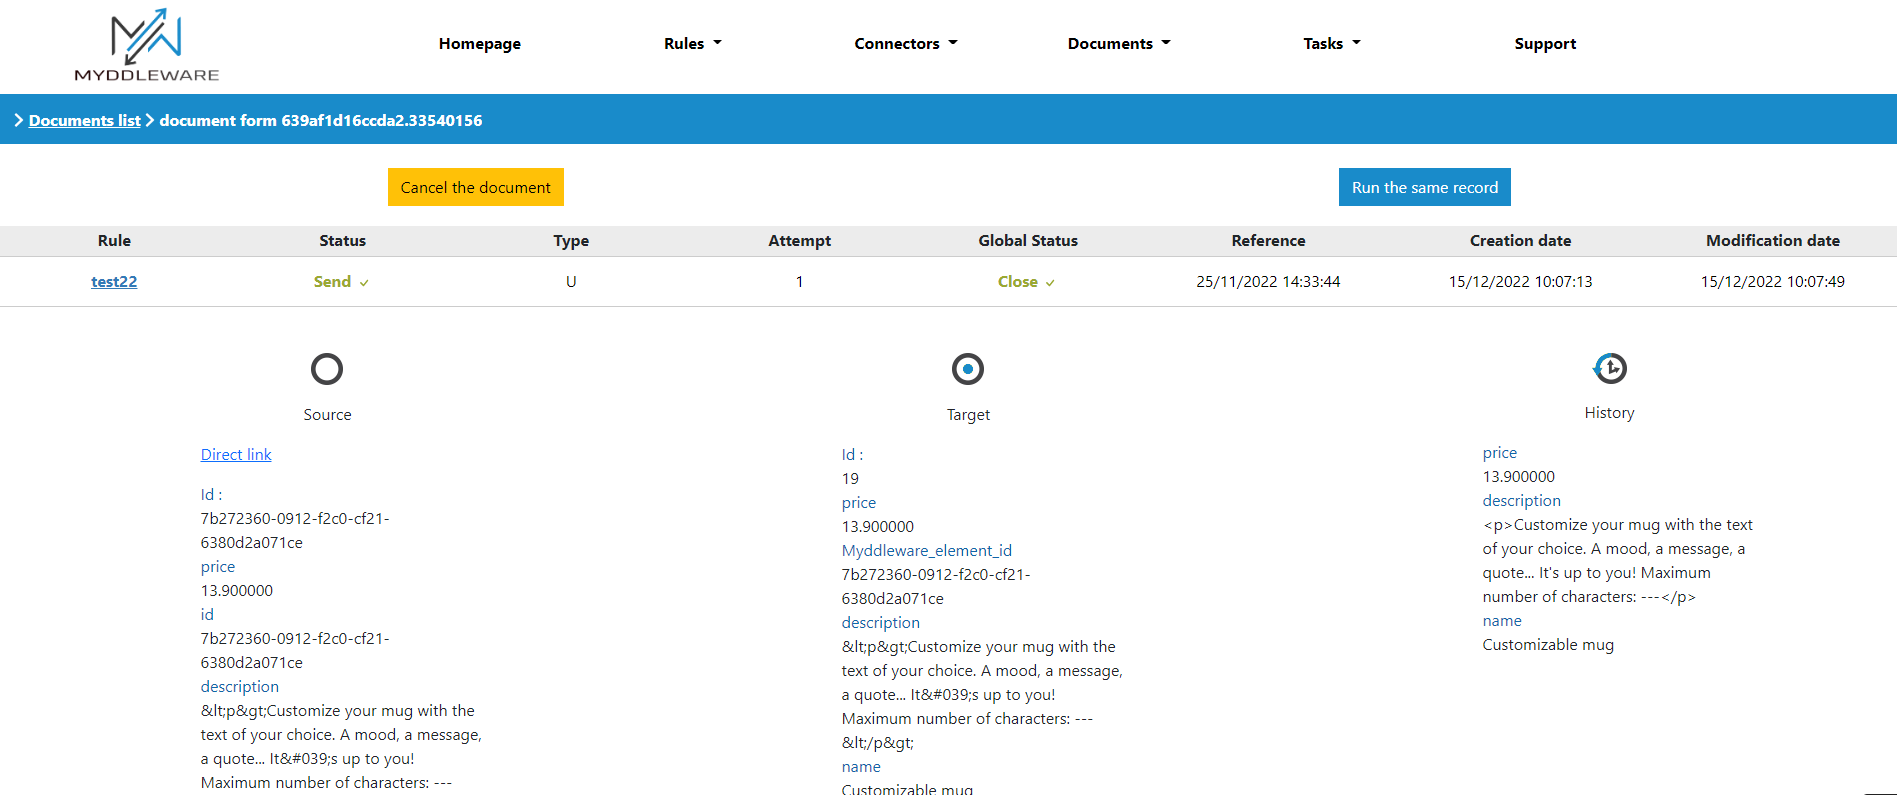 MYDDLEWARE
Homepage Rules Connectors Documents Tasks Support
Documents list document form 639af1d16ccda2.33540156
Cancel the document Run the same record
Rule Status Type Attempt Global Status Reference Creation date Modification date
test22 Send U 1 Close 25/11/2022 14:33:44 15/12/2022 10:07:13 15/12/2022 10:07:49
Source
Direct link
Id :
7b272360-0912-f2c0-cf21-
6380d2a071ce
price
13.900000
id
7b272360-0912-f2c0-cf21-
6380d2a071ce
description
&lt;p&gt;Customize your mug with the
text of your choice. A mood, a message,
a quote... It&#039;s up to you!
Maximum number of characters: ---
Target
Id :
19
price
13.900000
Myddleware_element_id
7b272360-0912-f2c0-cf21-
6380d2a071ce
description
&lt;p&gt;Customize your mug with the
text of your choice. A mood, a message,
a quote... It&#039;s up to you!
Maximum number of characters: ---
&lt;/p&gt;
name
Customizable mug
History
price
13.900000
description
<p>Customize your mug with the text
of your choice. A mood, a message, a
quote... It's up to you! Maximum
number of characters: ---</p>
name
Customizable mug